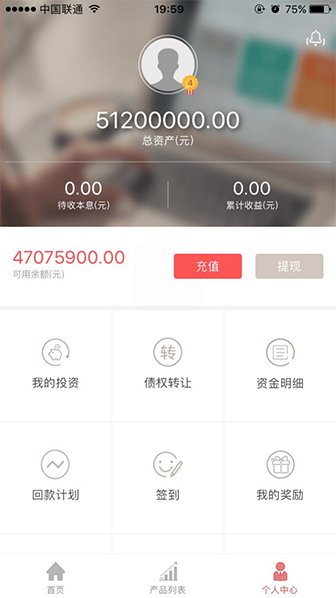 中国联通 19:59 75%
4
51200000.00
总资产(元)
0.00 0.00
待收本息(元) 累计收益(元)
47075900.00 充值 提现
可用余额(元)
转
我的投资 债权转让 资金明细
回款计划 签到 我的奖励
首页 产品列表 个人中心